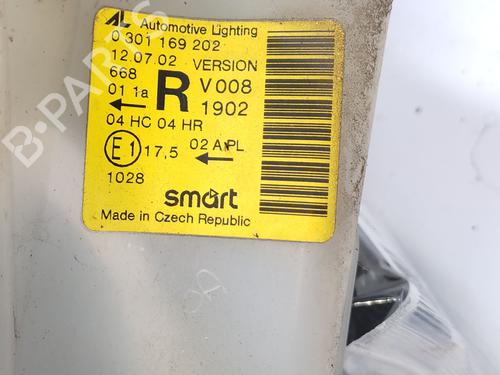 AL Automotive Lighting
0 301 169 202
12.07.02 VERSION
668
01 1a R V 008
1902
04 HC 04 HR
E1 17,5 02 A PL
1028
smart
Made in Czech Republic
B-PARTS